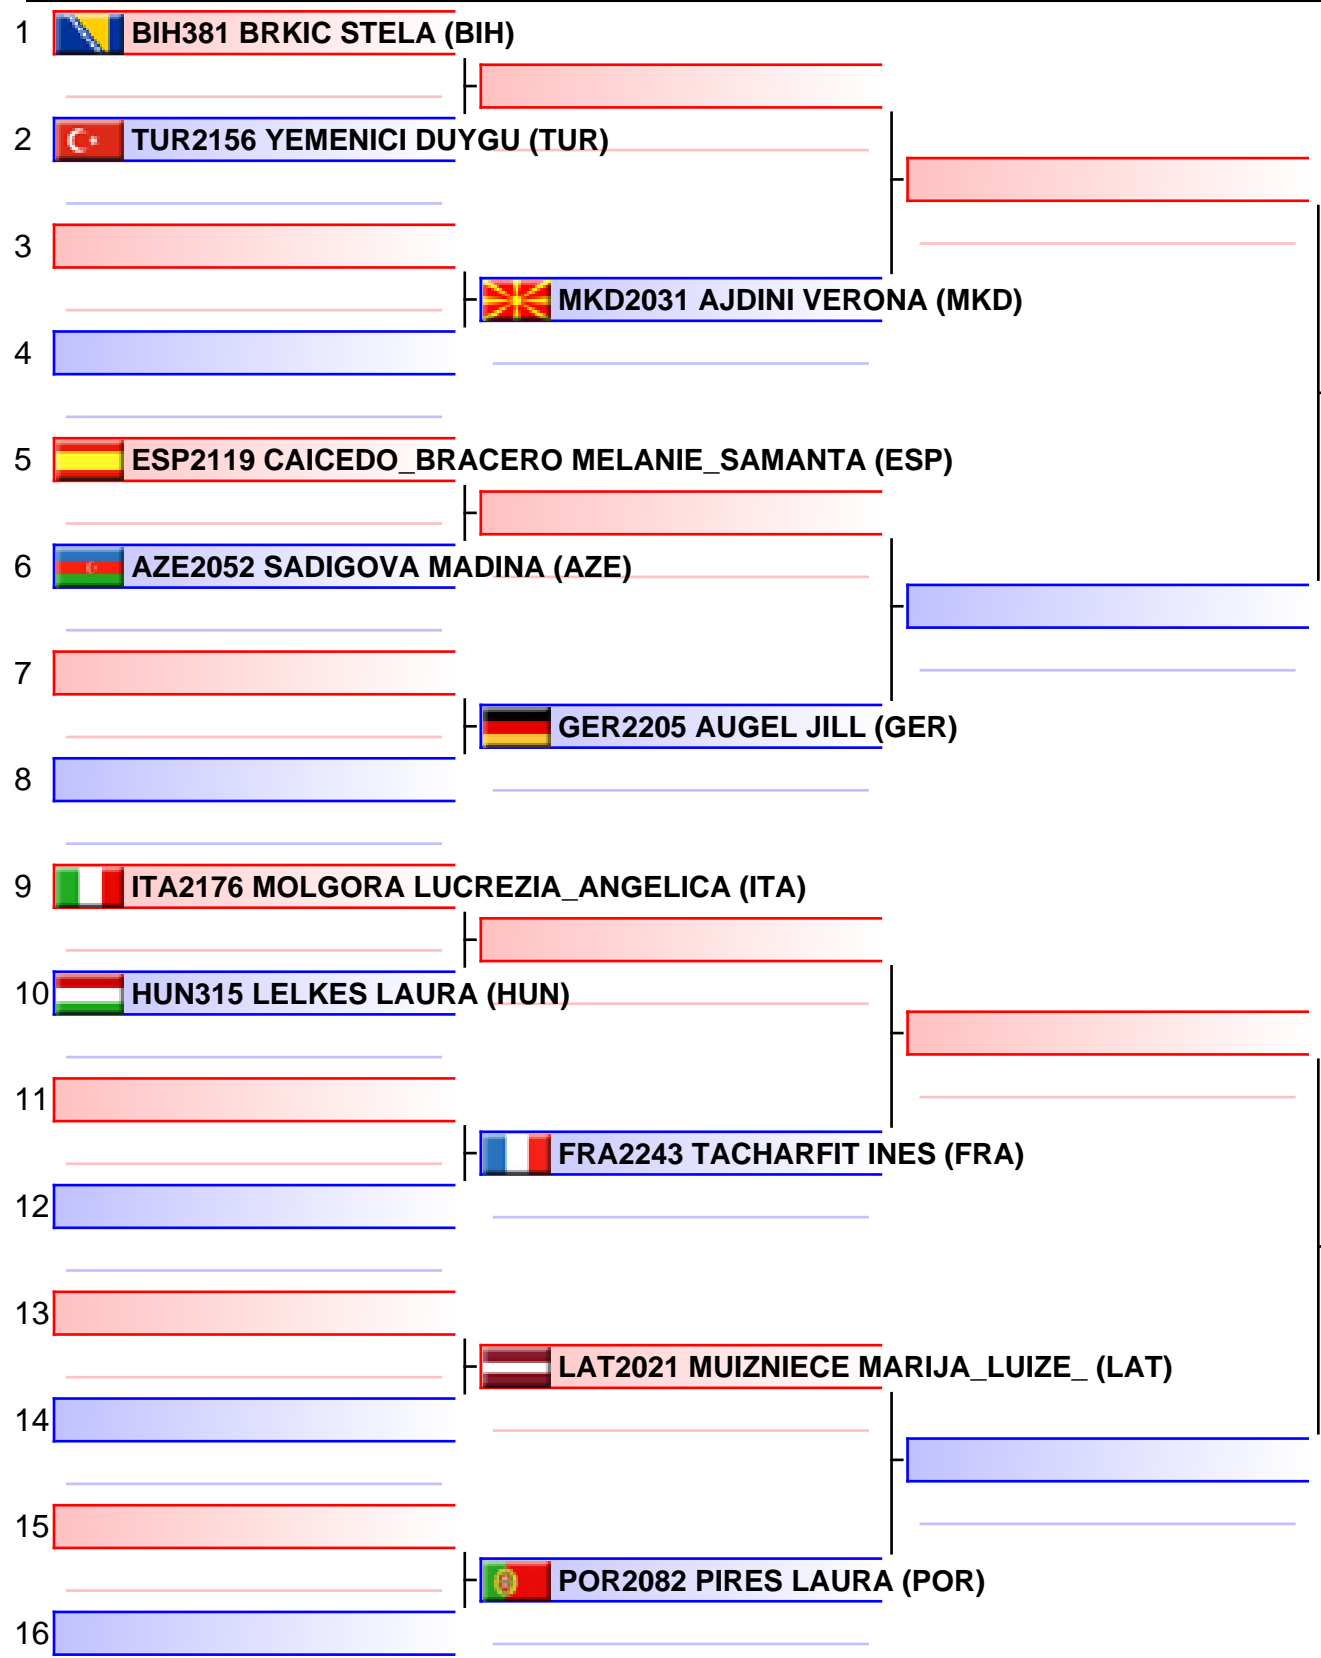 1 BIH381 BRKIC STELA (BIH)
2 TUR2156 YEMENICI DUYGU (TUR)
3
MKD2031 AJDINI VERONA (MKD)
4
5 ESP2119 CAICEDO_BRACERO MELANIE_SAMANTA (ESP)
6 AZE2052 SADIGOVA MADINA (AZE)
7
GER2205 AUGEL JILL (GER)
8
9 ITA2176 MOLGORA LUCREZIA_ANGELICA (ITA)
10 HUN315 LELKES LAURA (HUN)
11
FRA2243 TACHARFIT INES (FRA)
12
13
LAT2021 MUIZNIECE MARIJA_LUIZE_ (LAT)
14
15
POR2082 PIRES LAURA (POR)
16